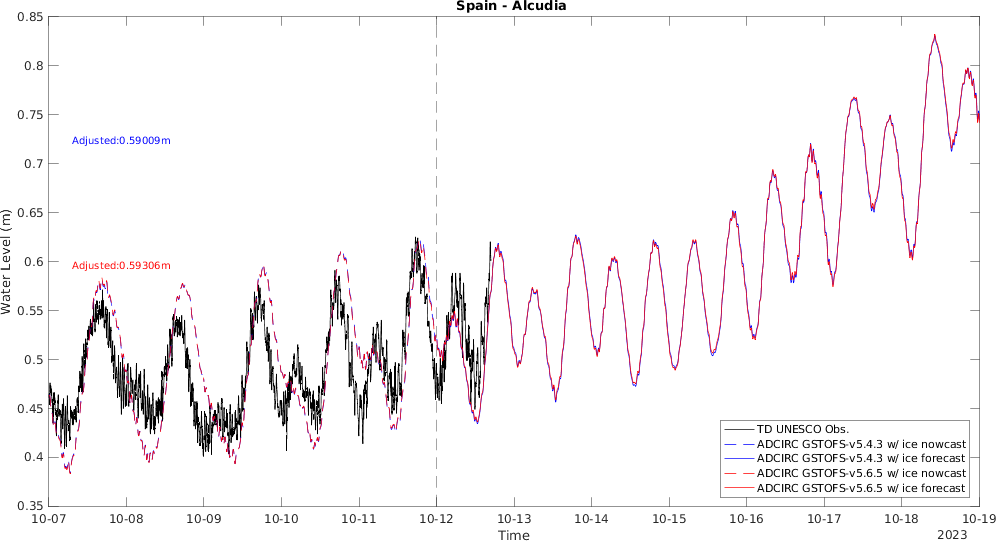 Spain - Alcudia
0.85
0.8
0.75
0.7
0.65
0.6
0.55
0.5
0.45
0.4
0.35
Water Level (m)
Adjusted:0.59009m
Adjusted:0.59306m
TD UNESCO Obs.
ADCIRC GSTOFS-v5.4.3 w/ ice nowcast
ADCIRC GSTOFS-v5.4.3 w/ ice forecast
ADCIRC GSTOFS-v5.6.5 w/ ice nowcast
ADCIRC GSTOFS-v5.6.5 w/ ice forecast
10-07 10-08 10-09 10-10 10-11 10-12 10-13 10-14 10-15 10-16 10-17 10-18 10-19
Time
2023